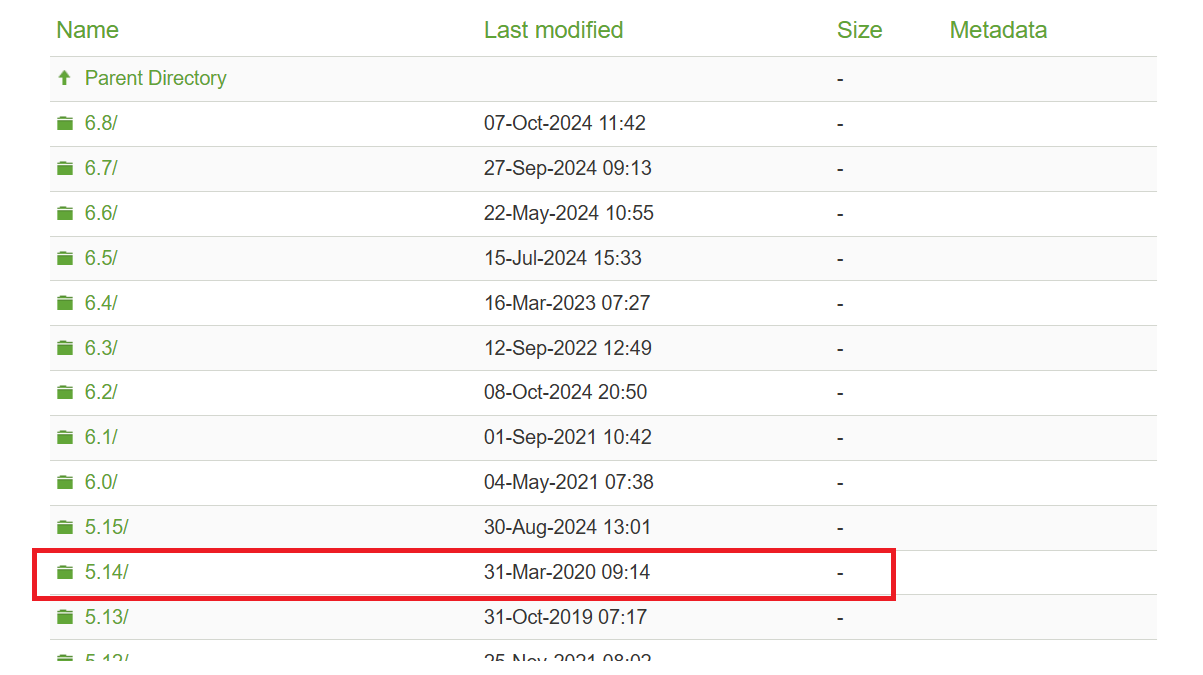 Name Last modified Size Metadata
Parent Directory -
6.8/ 07-Oct-2024 11:42 -
6.7/ 27-Sep-2024 09:13 -
6.6/ 22-May-2024 10:55 -
6.5/ 15-Jul-2024 15:33 -
6.4/ 16-Mar-2023 07:27 -
6.3/ 12-Sep-2022 12:49 -
6.2/ 08-Oct-2024 20:50 -
6.1/ 01-Sep-2021 10:42 -
6.0/ 04-May-2021 07:38 -
5.15/ 30-Aug-2024 13:01 -
5.14/ 31-Mar-2020 09:14 -
5.13/ 31-Oct-2019 07:17 -